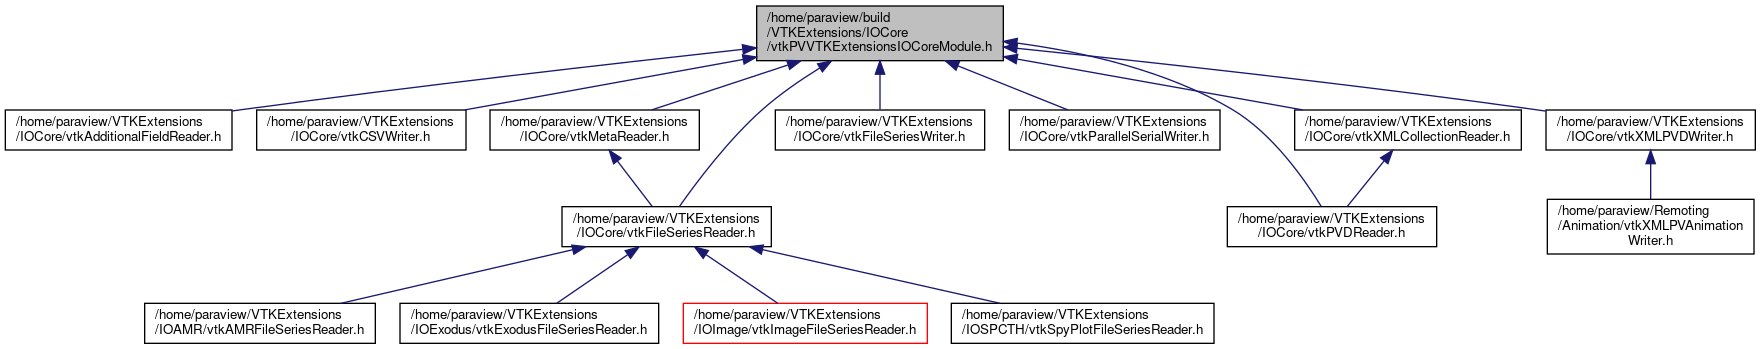 /home/paraview/build
/VTKExtensions/IOCore
/vtkPVVTKExtensionsIOCoreModule.h
/home/paraview/VTKExtensions
/IOCore/vtkAdditionalFieldReader.h
/home/paraview/VTKExtensions
/IOCore/vtkCSVWriter.h
/home/paraview/VTKExtensions
/IOCore/vtkMetaReader.h
/home/paraview/VTKExtensions
/IOCore/vtkFileSeriesWriter.h
/home/paraview/VTKExtensions
/IOCore/vtkParallelSerialWriter.h
/home/paraview/VTKExtensions
/IOCore/vtkXMLCollectionReader.h
/home/paraview/VTKExtensions
/IOCore/vtkXMLPVDWriter.h
/home/paraview/VTKExtensions
/IOCore/vtkFileSeriesReader.h
/home/paraview/VTKExtensions
/IOCore/vtkPVDReader.h
/home/paraview/Remoting
/Animation/vtkXMLPVAnimation
Writer.h
/home/paraview/VTKExtensions
/IOAMR/vtkAMRFileSeriesReader.h
/home/paraview/VTKExtensions
/IOExodus/vtkExodusFileSeriesReader.h
/home/paraview/VTKExtensions
/IOImage/vtkImageFileSeriesReader.h
/home/paraview/VTKExtensions
/IOSPCTH/vtkSpyPlotFileSeriesReader.h